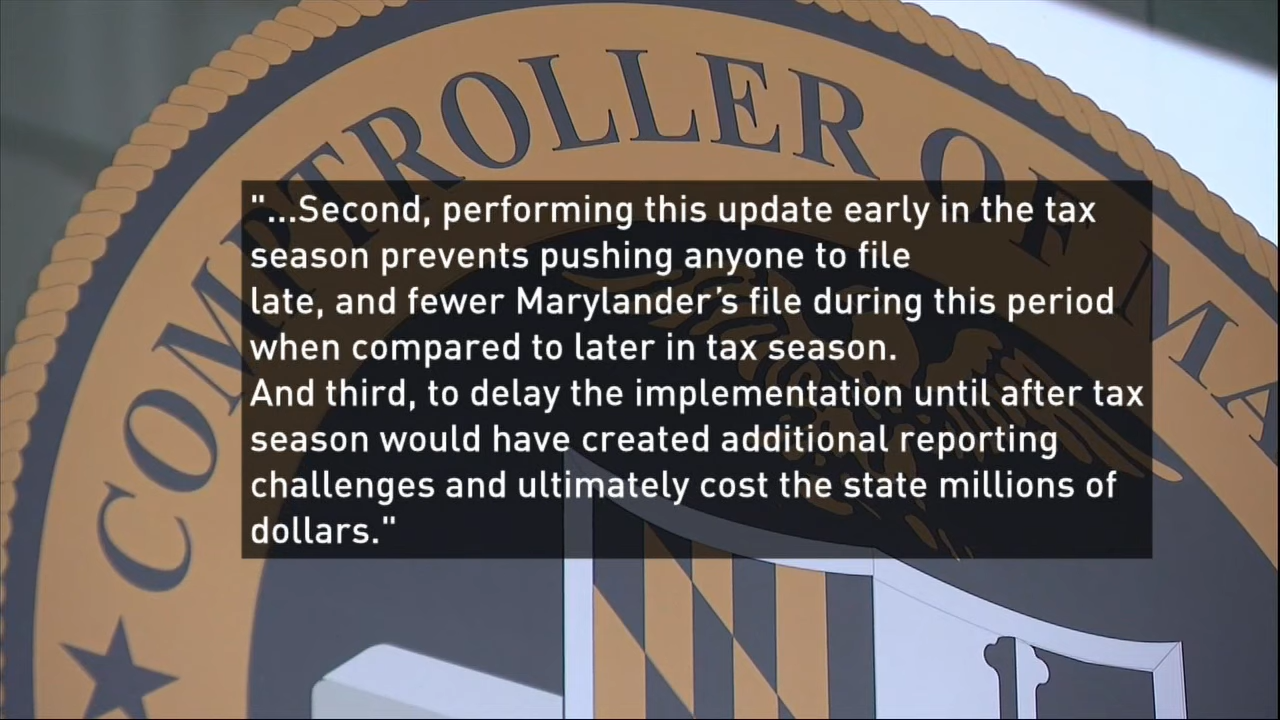 COMPTROLLER OF MA
"...Second, performing this update early in the tax
season prevents pushing anyone to file
late, and fewer Marylander’s file during this period
when compared to later in tax season.
And third, to delay the implementation until after tax
season would have created additional reporting
challenges and ultimately cost the state millions of
dollars."